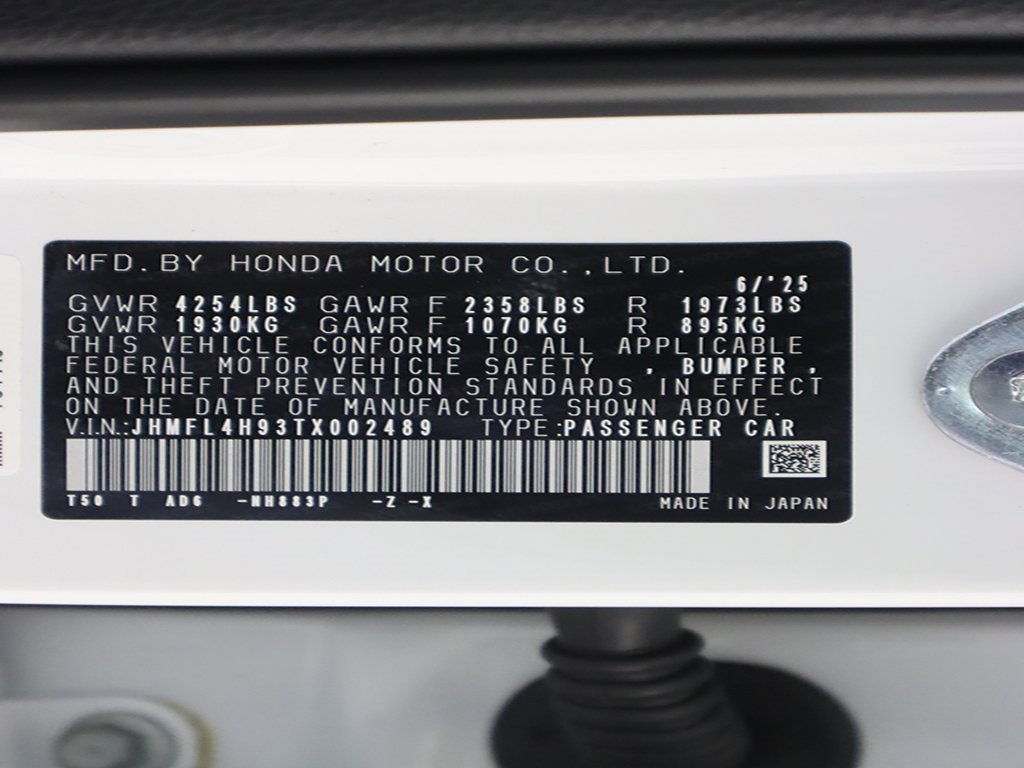 MFD. BY HONDA MOTOR CO., LTD.
6/'25
GVWR 4254LBS GAWR F 2358LBS R 1973LBS
GVWR 1930KG GAWR F 1070KG R 895KG
THIS VEHICLE CONFORMS TO ALL APPLICABLE
FEDERAL MOTOR VEHICLE SAFETY , BUMPER ,
AND THEFT PREVENTION STANDARDS IN EFFECT
ON THE DATE OF MANUFACTURE SHOWN ABOVE.
V.I.N.:JHMFL4H93TX002489 TYPE:PASSENGER CAR
T50 T AD6 -NH883P -Z-X
MADE IN JAPAN